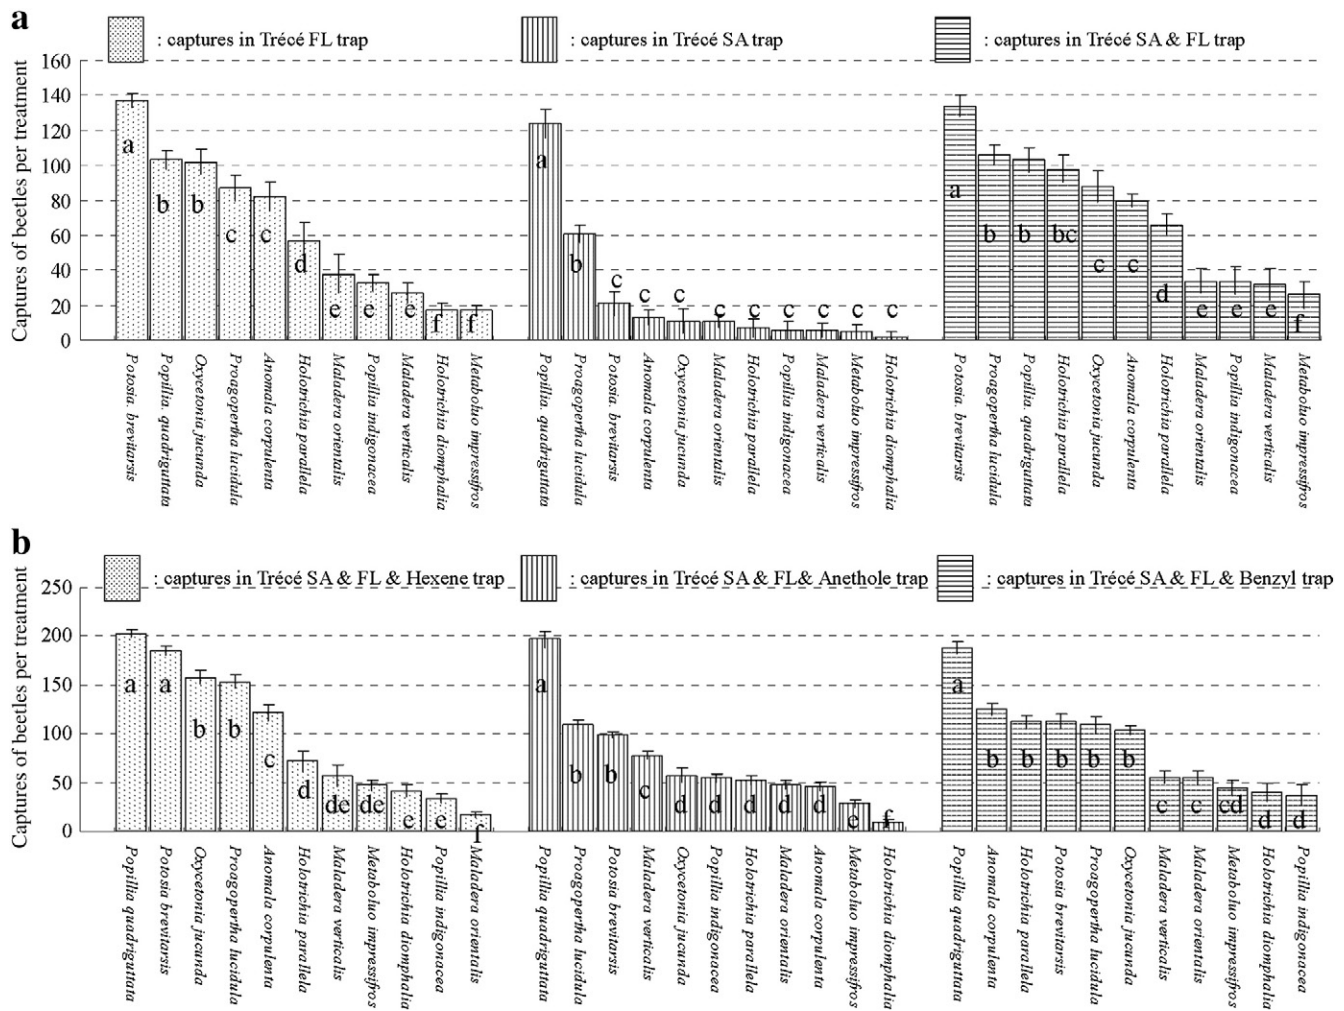 a
: captures in Trécé FL trap
: captures in Trécé SA trap
: captures in Trécé SA & FL trap
Captures of beetles per treatment
160
140
120
100
80
60
40
20
0
a
b
b
c
c
d
e
e
e
f
f
a
b
c
c
c
c
c
c
c
c
c
a
b
b
bc
c
c
d
e
e
e
f
Potosia. brevitarsis
Popillia. quadriguttata
Oxycetonia jucunda
Proagopertha lucidula
Anomala corpulenta
Holotrichia parallela
Maladera orientalis
Popillia indigonacea
Maladera verticalis
Holotrichia diomphalia
Metaboluo impressifros
Popillia. quadriguttata
Proagopertha lucidula
Potosia. brevitarsis
Anomala corpulenta
Oxycetonia jucunda
Maladera orientalis
Holotrichia parallela
Popillia indigonacea
Maladera verticalis
Metaboluo impressifros
Holotrichia diomphalia
Potosia. brevitarsis
Proagopertha lucidula
Popillia. quadriguttata
Holotrichia parallela
Oxycetonia jucunda
Anomala corpulenta
Holotrichia parallela
Maladera orientalis
Popillia indigonacea
Maladera verticalis
Metaboluo impressifros
b
: captures in Trécé SA & FL & Hexene trap
: captures in Trécé SA & FL& Anethole trap
: captures in Trécé SA & FL & Benzyl trap
Captures of beetles per treatment
250
200
150
100
50
0
a
a
b
b
c
d
de
de
e
e
f
a
b
b
c
d
d
d
d
d
e
f
a
b
b
b
b
b
c
c
cd
d
d
Popillia quadriguttata
Potosia brevitarsis
Oxycetonia jucunda
Proagopertha lucidula
Anomala corpulenta
Holotrichia parallela
Maladera verticalis
Metaboluo impressifros
Holotrichia diomphalia
Popillia indigonacea
Maladera orientalis
Popillia quadriguttata
Proagopertha lucidula
Potosia brevitarsis
Maladera verticalis
Oxycetonia jucunda
Popillia indigonacea
Holotrichia parallela
Maladera orientalis
Anomala corpulenta
Metaboluo impressifros
Holotrichia diomphalia
Popillia quadriguttata
Anomala corpulenta
Holotrichia parallela
Potosia brevitarsis
Proagopertha lucidula
Oxycetonia jucunda
Maladera verticalis
Maladera orientalis
Metaboluo impressifros
Holotrichia diomphalia
Popillia indigonacea